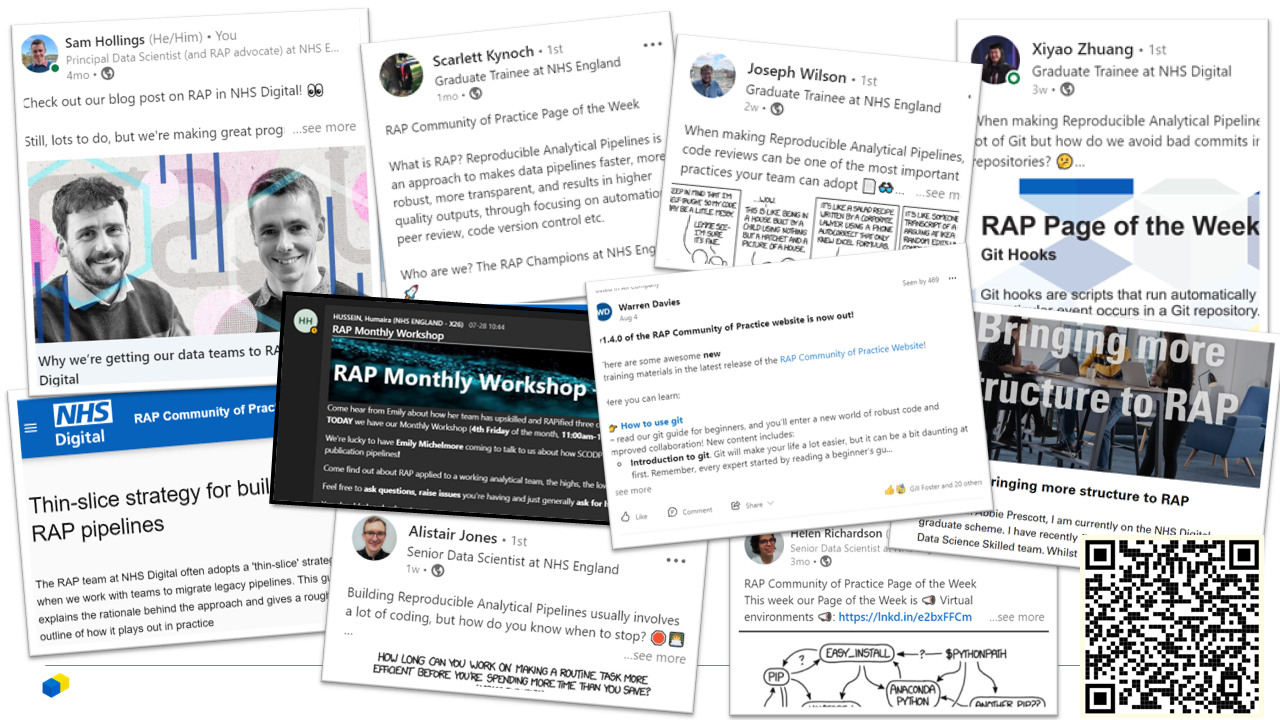 Sam Hollings (He/Him) • You
Principal Data Scientist (and RAP advocate) at NHS E...
4mo •
Check out our blog post on RAP in NHS Digital! 👀
Still, lots to do, but we're making great prog ...see more
Why we're getting our data teams to RA
Digital
Scarlett Kynoch • 1st
Graduate Trainee at NHS England
1mo •
RAP Community of Practice Page of the Week
What is RAP? Reproducible Analytical Pipelines is
an approach to makes data pipelines faster, more
robust, more transparent, and results in higher
quality outputs, through focusing on automation
peer review, code version control etc.
Who are we? The RAP Champions at NHS Eng
🚀
Joseph Wilson • 1st
Graduate Trainee at NHS England
2w •
When making Reproducible Analytical Pipelines,
code reviews can be one of the most important
practices your team can adopt 📄 👀... ...see m
KEEP IN MIND THAT I'M
SELF-TAUGHT, SO MY CODE
MAY BE A LITTLE MESSY.
LEMME SEE-
I'M SURE
IT'S FINE.
...WOW.
THIS IS LIKE BEING IN
A HOUSE BUILT BY A
CHILD USING NOTHING
BUT A HATCHET AND A
PICTURE OF A HOUSE.
IT'S LIKE A SALAD RECIPE
WRITTEN BY A CORPORATE
LAWYER USING A PHONE
AUTOCORRECT THAT ONLY
KNEW EXCEL FORMULAS.
IT'S LIKE SOMEONE
TRANSCRIPT OF A
ARGUING AT IKEA
RANDOM EDITS
Xiyao Zhuang • 1st
Graduate Trainee at NHS Digital
3w •
When making Reproducible Analytical Pipeline
lot of Git but how do we avoid bad commits in
repositories? 🤔...
RAP Page of the Week
Git Hooks
Git hooks are scripts that run automatically
event occurs in a Git repository.
HH
HUSSEIN, Humaira (NHS ENGLAND - X26) 07-28 10:44
RAP Monthly Workshop
RAP Monthly Workshop -
Come hear from Emily about how her team has upskilled and RAPified three
TODAY we have our Monthly Workshop (4th Friday of the month, 11:00am-1
We're lucky to have Emily Michelmore coming to talk to us about how SCODP
publication pipelines!
Come find out about RAP applied to a working analytical team, the highs, the low
Feel free to ask questions, raise issues you're having and just generally ask for h
Seen by 469
WD
Warren Davies
Aug 4
v1.4.0 of the RAP Community of Practice website is now out!
There are some awesome new
training materials in the latest release of the RAP Community of Practice Website!
Here you can learn:
👉 How to use git
– read our git guide for beginners, and you'll enter a new world of robust code and
improved collaboration! New content includes:
Introduction to git. Git will make your life a lot easier, but it can be a bit daunting at
first. Remember, every expert started by reading a beginner's gu...
see more
Like
Comment
Share
Gill Foster and 20 others
Bringing more
structure to RAP
ringing more structure to RAP
Abbie Prescott, I am currently on the NHS Digital
graduate scheme. I have recently
Data Science Skilled team. Whilst
NHS
Digital
RAP Community of Prac
Thin-slice strategy for buil
RAP pipelines
The RAP team at NHS Digital often adopts a 'thin-slice' strate
when we work with teams to migrate legacy pipelines. This gu
explains the rationale behind the approach and gives a rough
outline of how it plays out in practice
Alistair Jones • 1st
Senior Data Scientist at NHS England
1w •
Building Reproducible Analytical Pipelines usually involves
a lot of coding, but how do you know when to stop? 🛑
...
...see more
HOW LONG CAN YOU WORK ON MAKING A ROUTINE TASK MORE
EFFICIENT BEFORE YOU'RE SPENDING MORE TIME THAN YOU SAVE?
Helen Richardson
Senior Data Scientist at
3mo •
RAP Community of Practice Page of the Week
This week our Page of the Week is 📢 Virtual
environments 📢: https://lnkd.in/e2bxFFCm ...see more
?
EASY_INSTALL
?
$PYTHONPATH
PIP
ANACONDA
PYTHON
ANOTHER PIP??